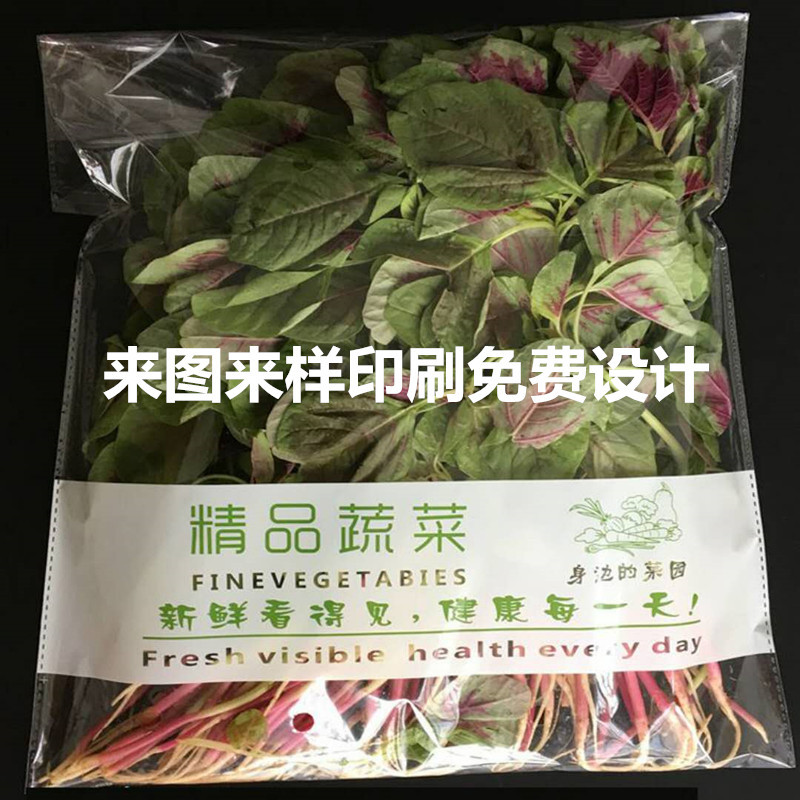 来图来样印刷免费设计
精品蔬菜
FINEVEGETABIES
身边的菜园
新鲜看得见，健康每一天！
Fresh visible health every day